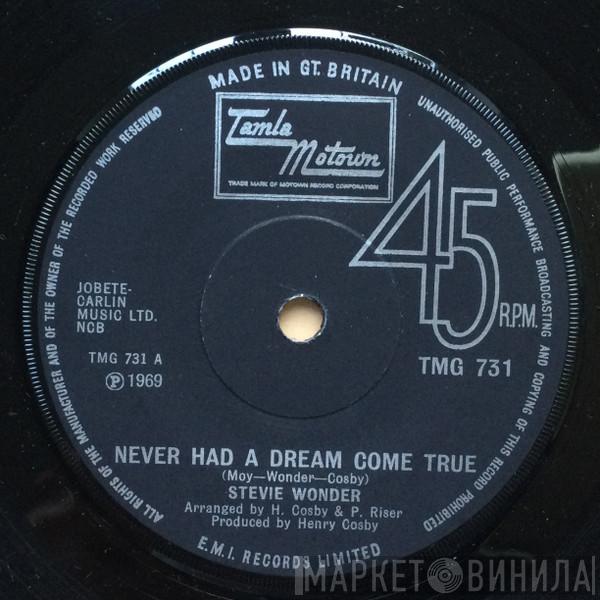 MADE IN GT. BRITAIN
UNAUTHORISED PUBLIC PERFORMANCE BROADCASTING AND COPYING OF THIS RECORD PROHIBITED
ALL RIGHTS OF THE MANUFACTURER AND OF THE OWNER OF THE RECORDED WORK RESERVED
Tamla
Motown
TRADE MARK OF MOTOWN RECORD CORPORATION
45
R.P.M.
JOBETE-
CARLIN
MUSIC LTD.
NCB
TMG 731 A
Ⓟ 1969
TMG 731
NEVER HAD A DREAM COME TRUE
(Moy—Wonder—Cosby)
STEVIE WONDER
Arranged by H. Cosby & P. Riser
Produced by Henry Cosby
E.M.I. RECORDS LIMITED
МАРКЕТ ВИНИЛА